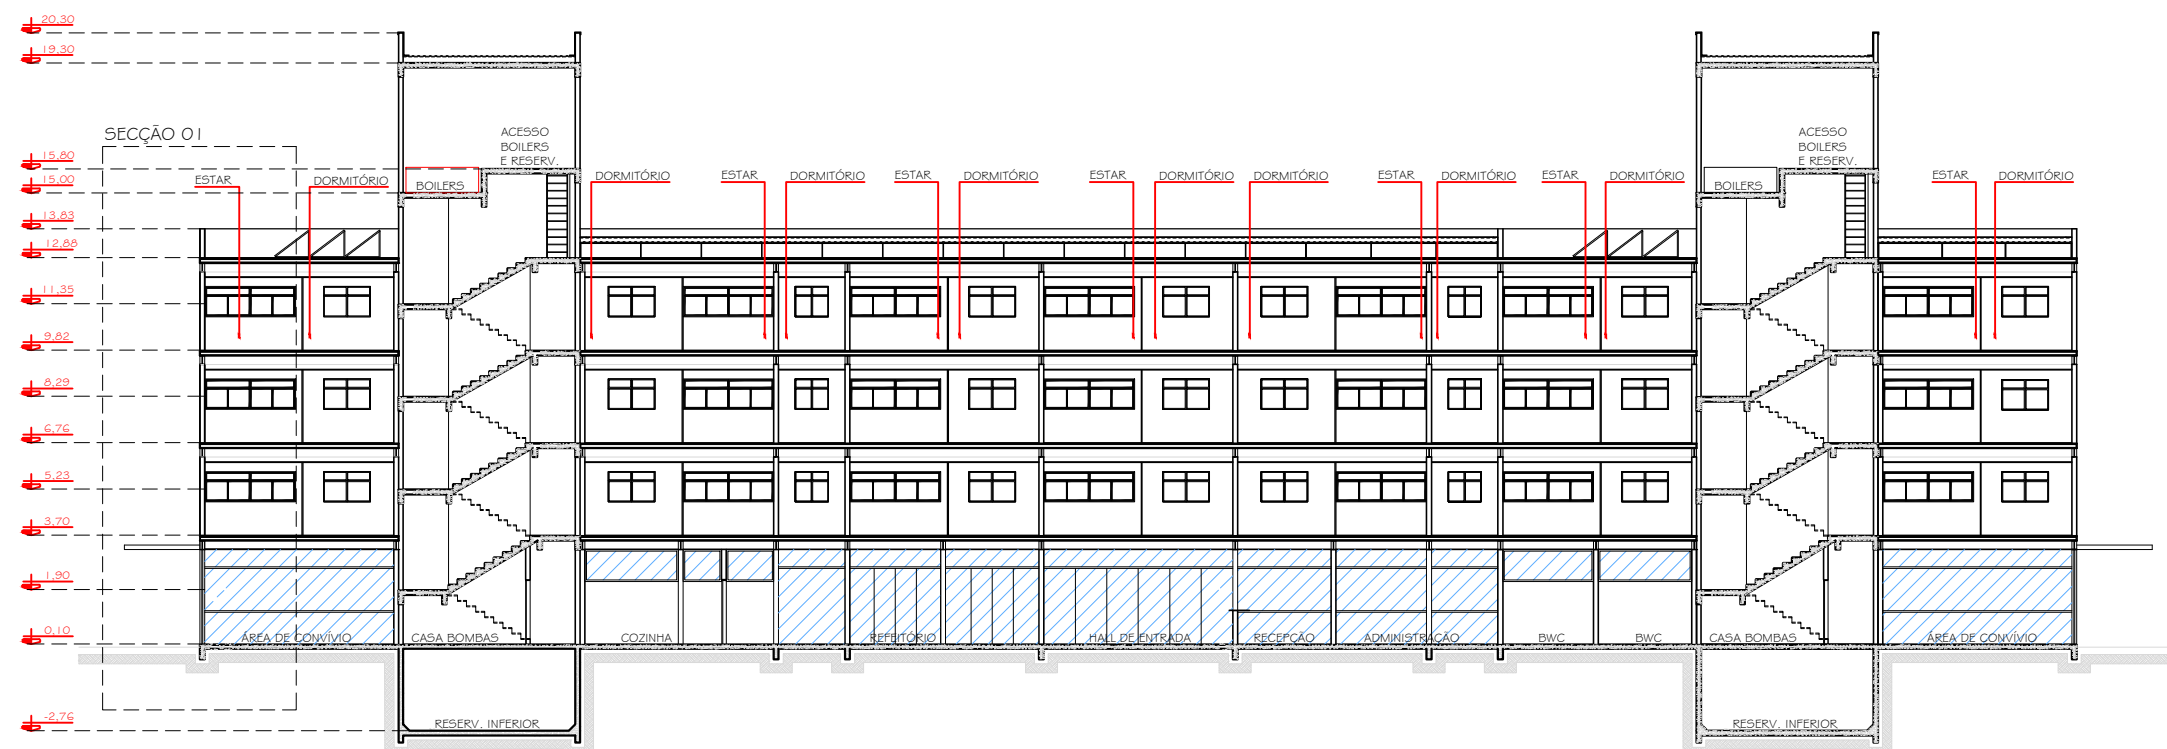 20,30
19,30
SECÇÃO 01
ACESSO
BOILERS
E RESERV.
ACESSO
BOILERS
E RESERV.
15,80
15,00
ESTAR
DORMITÓRIO
BOILERS
DORMITÓRIO
ESTAR
DORMITÓRIO
ESTAR
DORMITÓRIO
ESTAR
DORMITÓRIO
DORMITÓRIO
ESTAR
DORMITÓRIO
ESTAR
DORMITÓRIO
BOILERS
ESTAR
DORMITÓRIO
13,83
12,88
11,35
9,82
8,29
6,76
5,23
3,70
1,90
0,10
ÁREA DE CONVÍVIO
CASA BOMBAS
COZINHA
REFEITÓRIO
HALL DE ENTRADA
RECEPÇÃO
ADMINISTRAÇÃO
BWC
BWC
CASA BOMBAS
ÁREA DE CONVÍVIO
-2,76
RESERV. INFERIOR
RESERV. INFERIOR